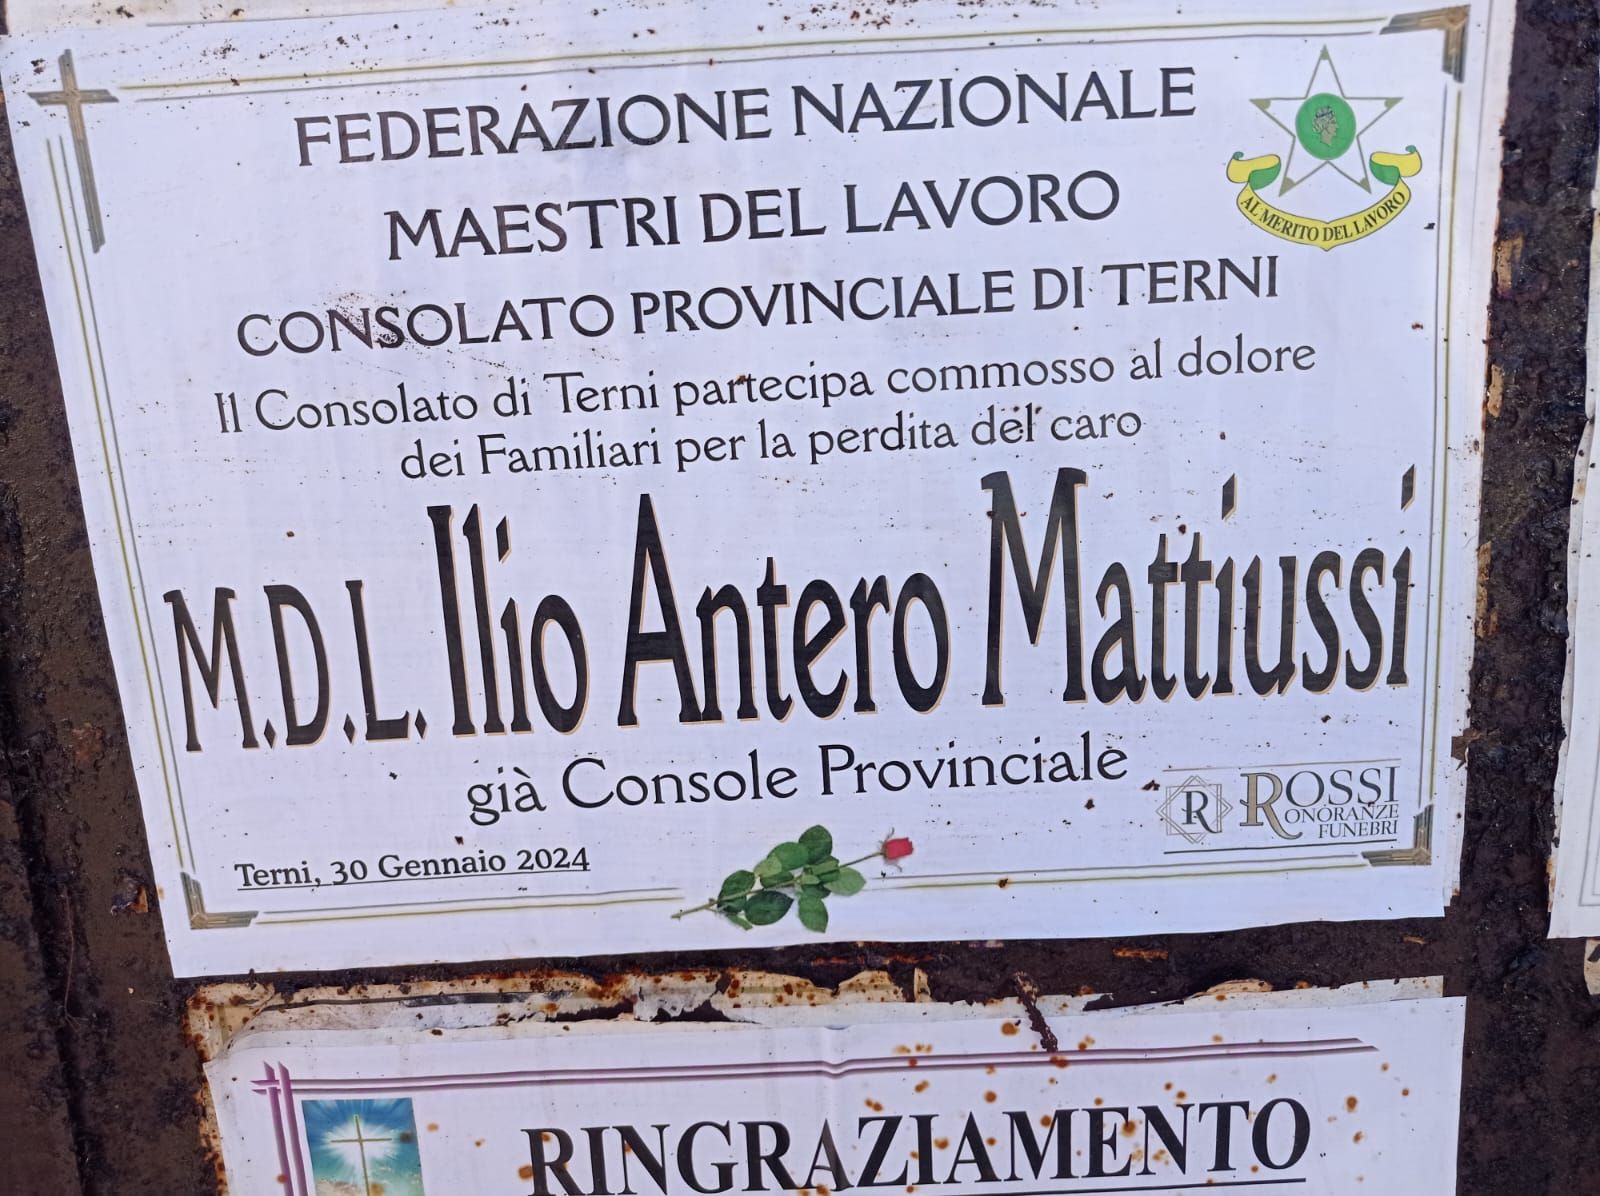 FEDERAZIONE NAZIONALE
MAESTRI DEL LAVORO
AL MERITO DEL LAVORO
CONSOLATO PROVINCIALE DI TERNI
Il Consolato di Terni partecipa commosso al dolore
dei Familiari per la perdita del caro
M.D.L. Ilio Antero Mattiussi
già Console Provinciale
R ROSSI
ONORANZE
FUNEBRI
Terni, 30 Gennaio 2024
RINGRAZIAMENTO